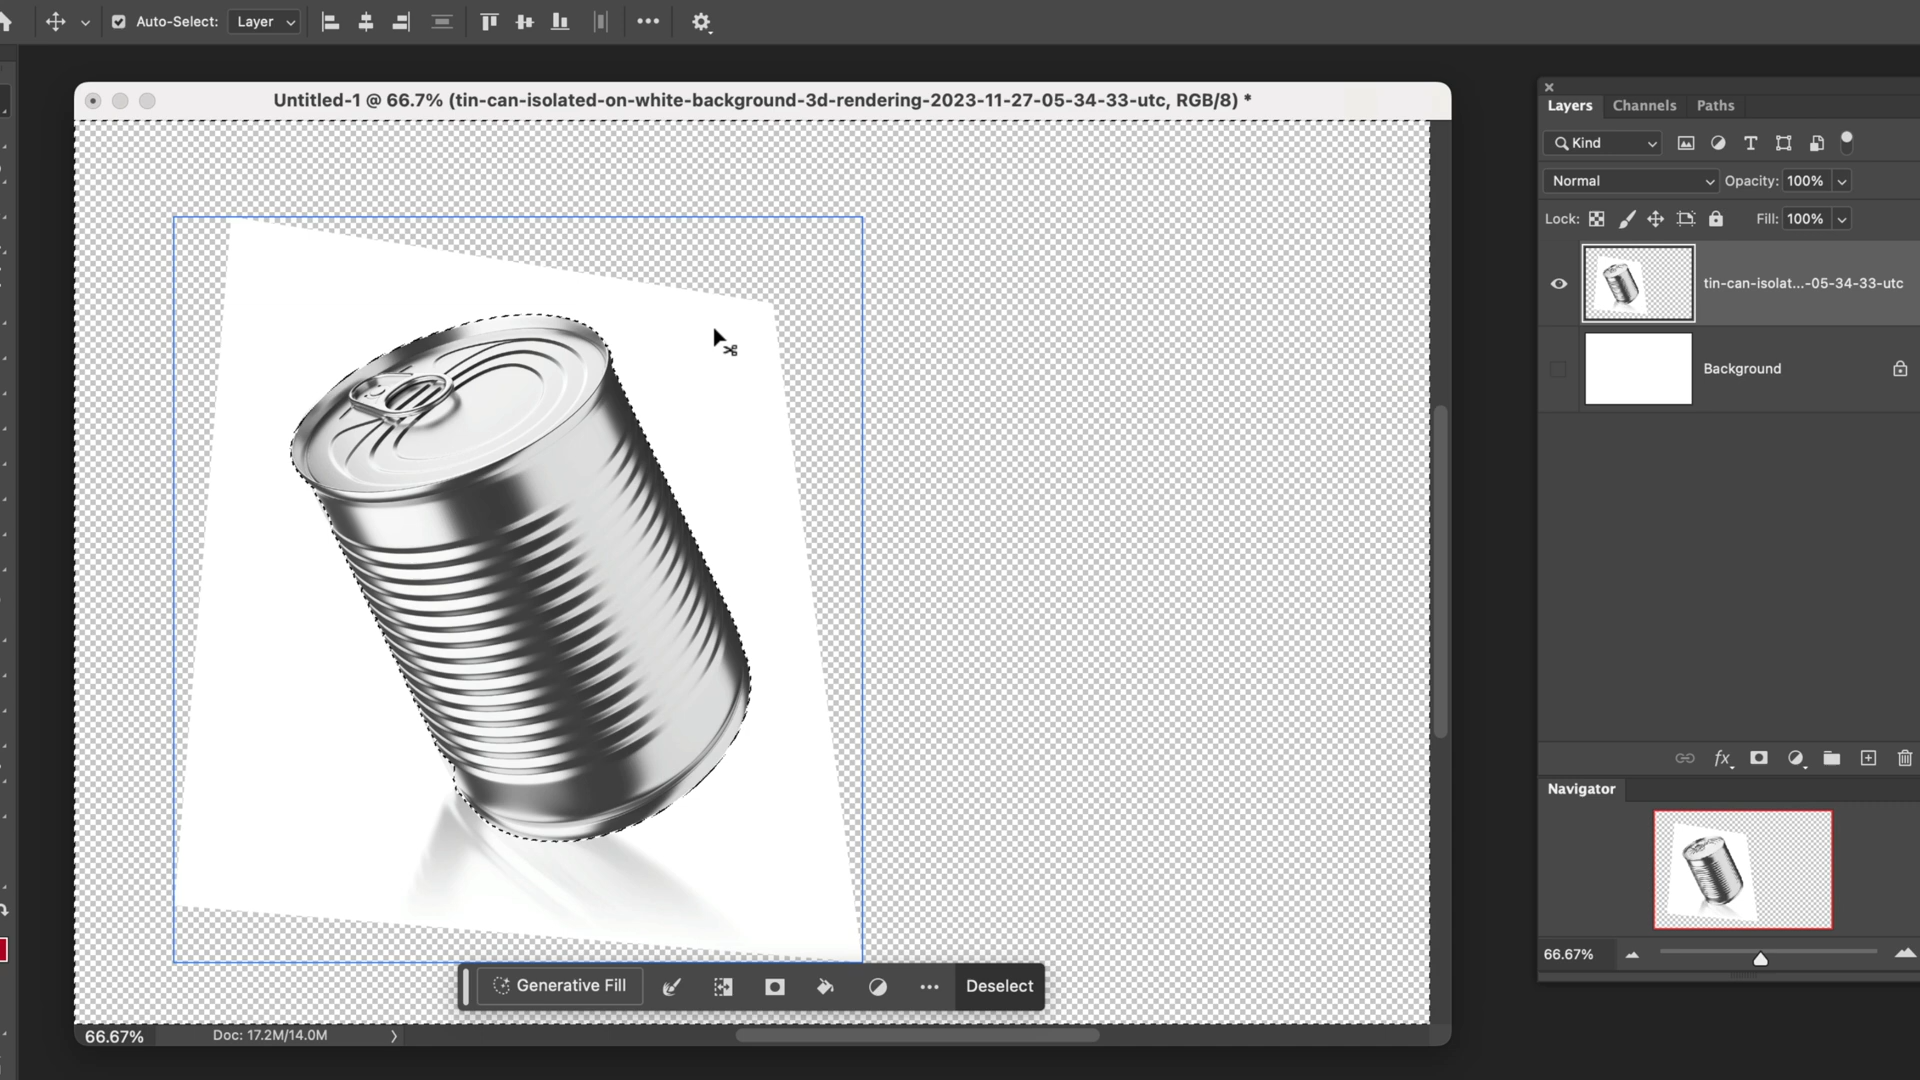 Auto-Select: Layer
Untitled-1 @ 66.7% (tin-can-isolated-on-white-background-3d-rendering-2023-11-27-05-34-33-utc, RGB/8) *
Layers Channels Paths
Kind
Normal Opacity: 100%
Lock: Fill: 100%
tin-can-isolat...-05-34-33-utc
Background
fx
Navigator
66.67%
Generative Fill Deselect
66.67% Doc: 17.2M/14.0M